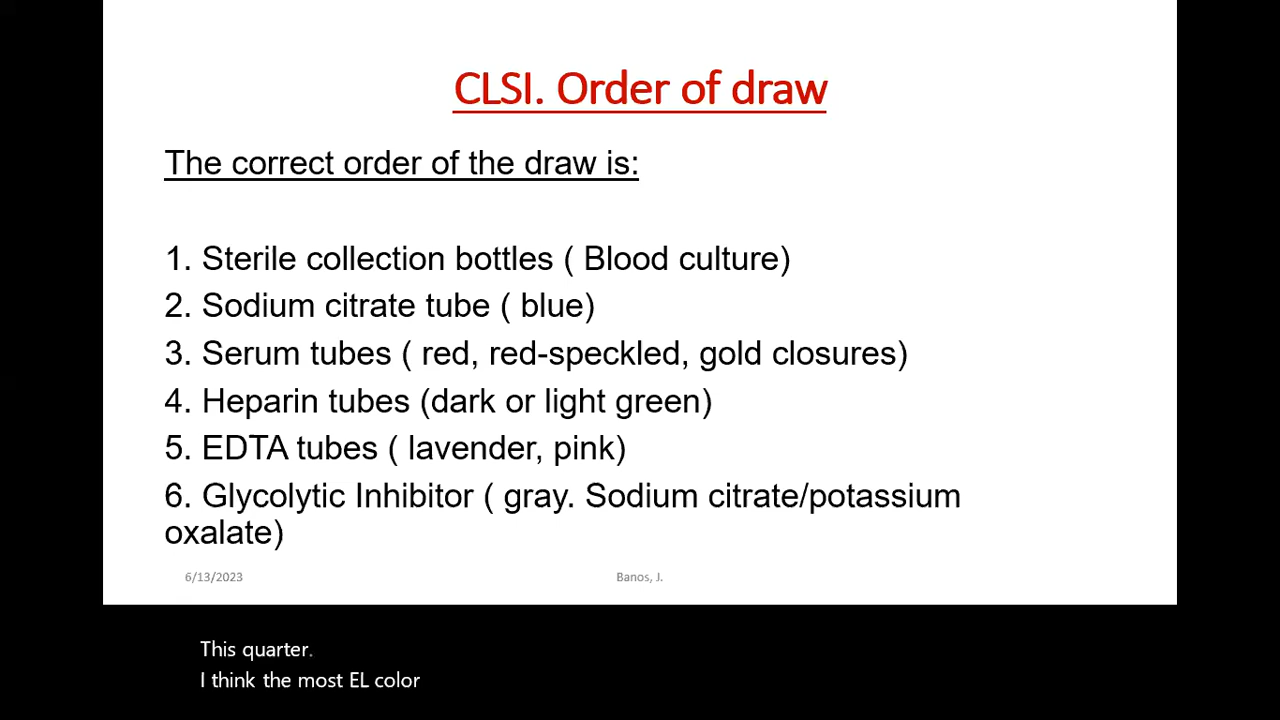 CLSI. Order of draw
The correct order of the draw is:
1. Sterile collection bottles ( Blood culture)
2. Sodium citrate tube ( blue)
3. Serum tubes ( red, red-speckled, gold closures)
4. Heparin tubes (dark or light green)
5. EDTA tubes ( lavender, pink)
6. Glycolytic Inhibitor ( gray. Sodium citrate/potassium
oxalate)
6/13/2023
Banos, J.
This quarter.
I think the most EL color